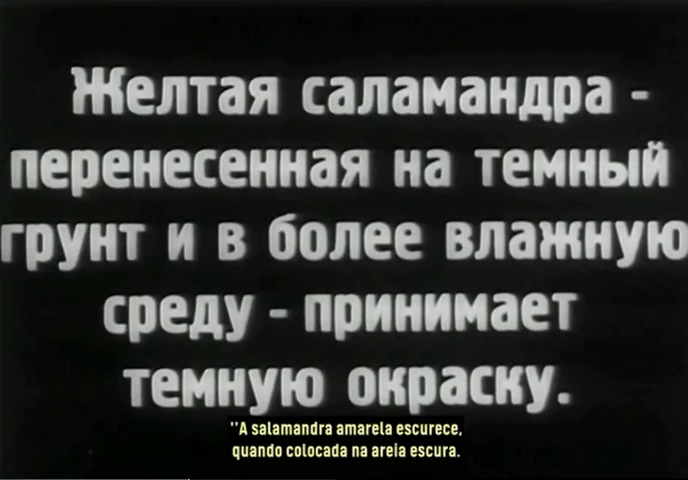 Желтая саламандра -
перенесенная на темный
грунт и в более влажную
среду - принимает
темную окраску.
"A salamandra amarela escurece,
quando colocada na areia escura.